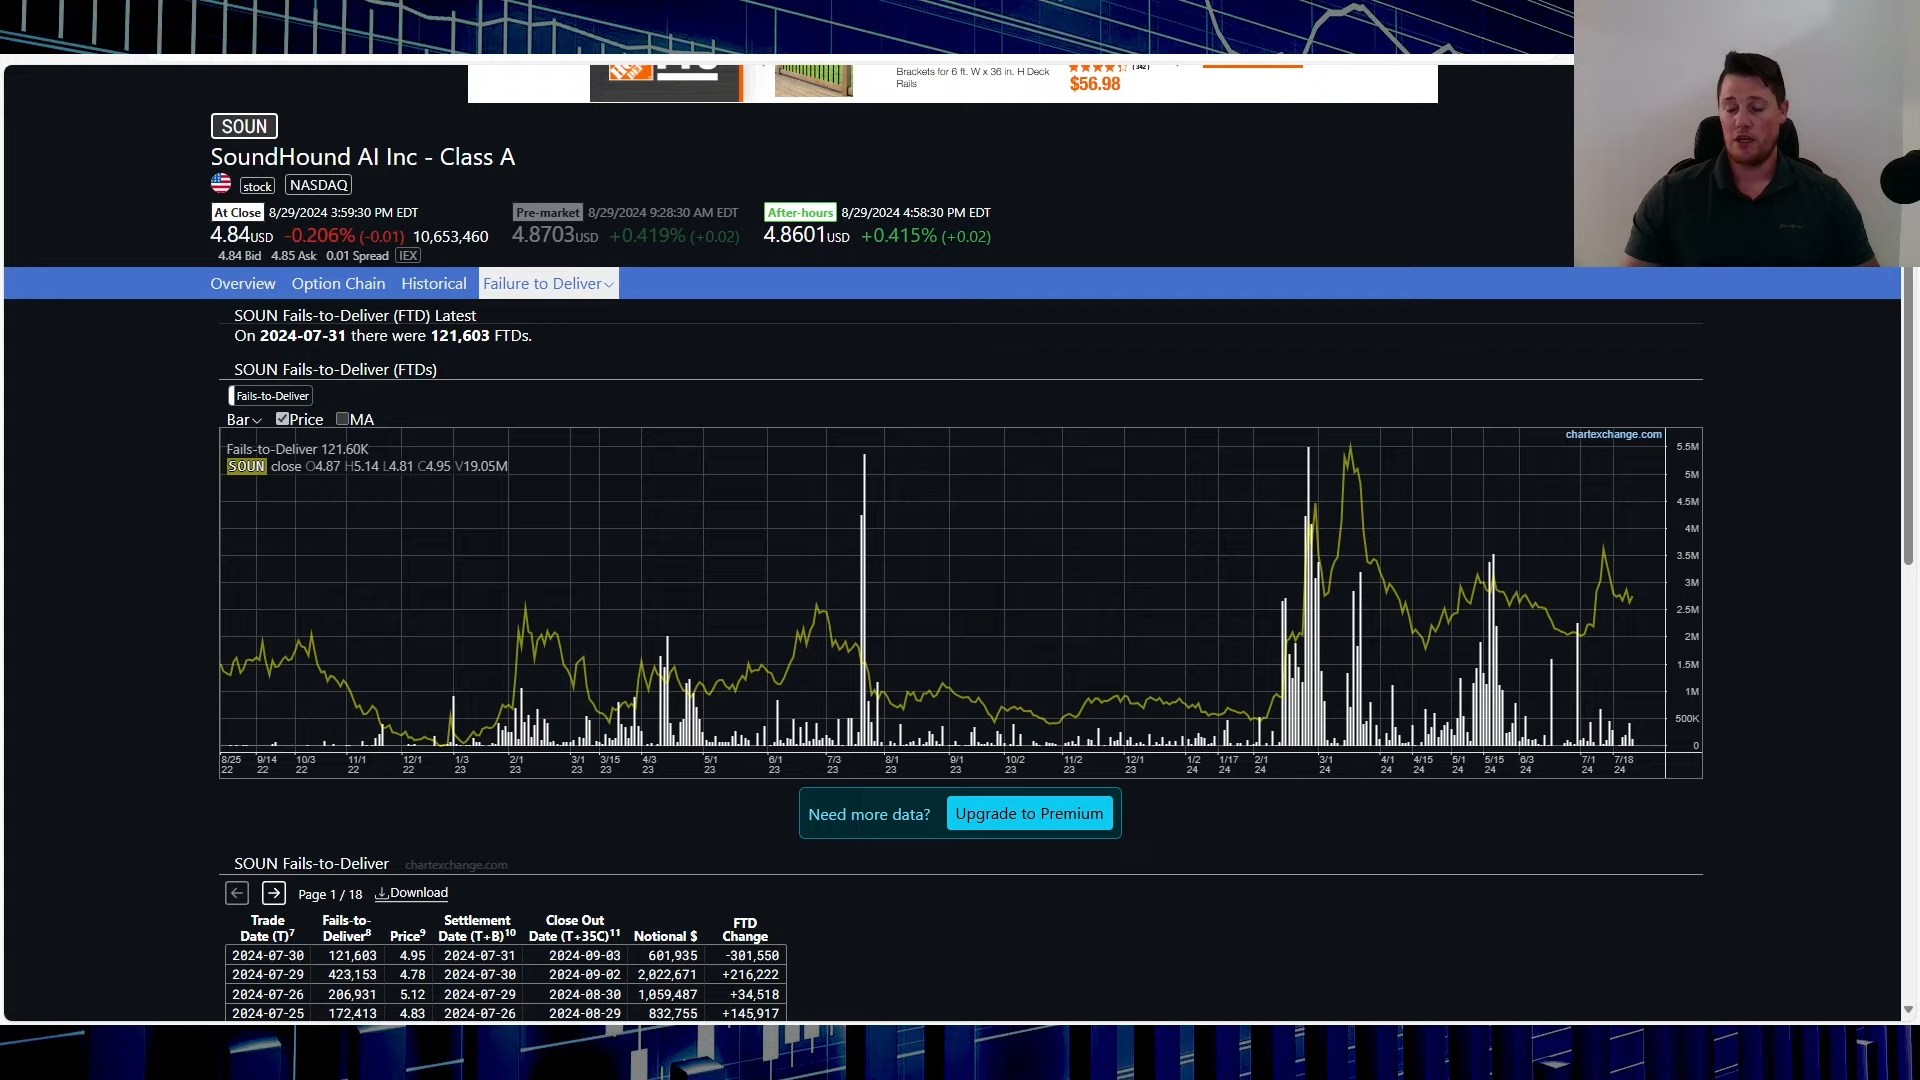 Brackets for 6 ft. W x 36 in. H Deck
Rails
(342)
$56.98
SOUN
SoundHound AI Inc - Class A
stock NASDAQ
At Close 8/29/2024 3:59:30 PM EDT
4.84USD -0.206% (-0.01) 10,653,460
4.84 Bid 4.85 Ask 0.01 Spread IEX
Pre-market 8/29/2024 9:28:30 AM EDT
4.8703USD +0.419% (+0.02)
After-hours 8/29/2024 4:58:30 PM EDT
4.8601USD +0.415% (+0.02)
Overview Option Chain Historical Failure to Deliver
SOUN Fails-to-Deliver (FTD) Latest
On 2024-07-31 there were 121,603 FTDs.
SOUN Fails-to-Deliver (FTDs)
Fails-to-Deliver
Bar Price MA
chartexchange.com
Fails-to-Deliver 121.60K
SOUN close O4.87 H5.14 L4.81 C4.95 V19.05M
5.5M
5M
4.5M
4M
3.5M
3M
2.5M
2M
1.5M
1M
500K
0
8/25 9/14 10/3 11/1 12/1 1/3 2/1 3/1 3/15 4/3 5/1 6/1 7/3 8/1 9/1 10/2 11/2 12/1 1/2 1/17 2/1 3/1 4/1 4/15 5/1 5/15 6/3 7/1 7/18
22 22 22 22 22 23 23 23 23 23 23 23 23 23 23 23 23 23 24 24 24 24 24 24 24 24 24 24 24
Need more data? Upgrade to Premium
SOUN Fails-to-Deliver chartexchange.com
Page 1 / 18 Download
Trade Fails-to- Settlement Close Out FTD
Date (T)7 Deliver8 Price9 Date (T+B)10 Date (T+35C)11 Notional $ Change
2024-07-30 121,603 4.95 2024-07-31 2024-09-03 601,935 -301,550
2024-07-29 423,153 4.78 2024-07-30 2024-09-02 2,022,671 +216,222
2024-07-26 206,931 5.12 2024-07-29 2024-08-30 1,059,487 +34,518
2024-07-25 172,413 4.83 2024-07-26 2024-08-29 832,755 +145,917